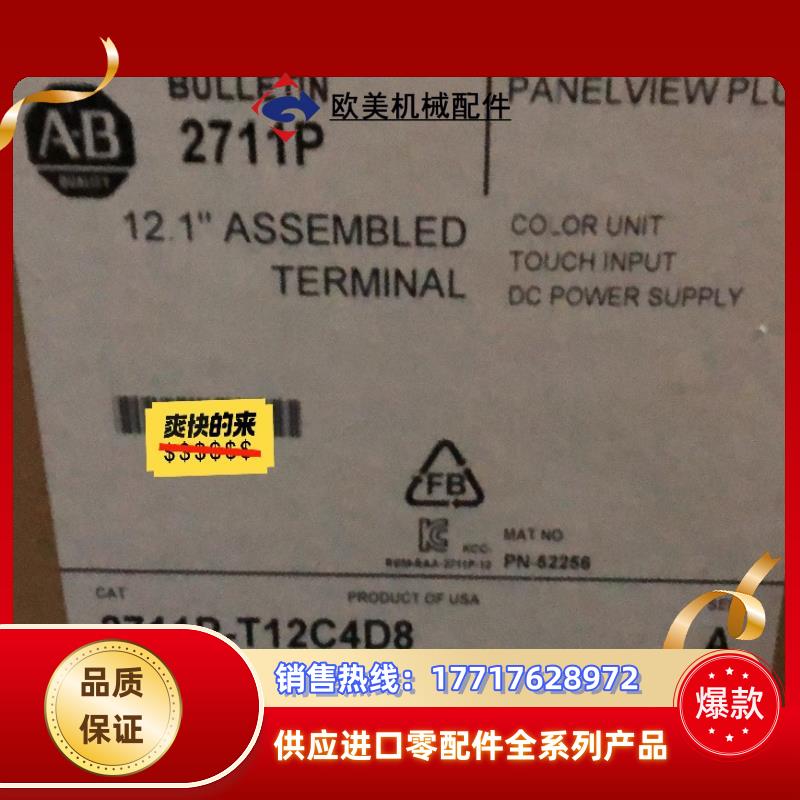 BULLETIN
2711P
PANELVIEW PLU
欧美机械配件
A·B
QUALITY
12.1" ASSEMBLED
TERMINAL
COLOR UNIT
TOUCH INPUT
DC POWER SUPPLY
爽快的来
$$$$$$
FB
KCC-
MAT NO
PN-52256
CAT
PRODUCT OF USA
2711P-T12C4D8
A
品质
保证
销售热线：17717628972
供应进口零配件全系列产品
爆款